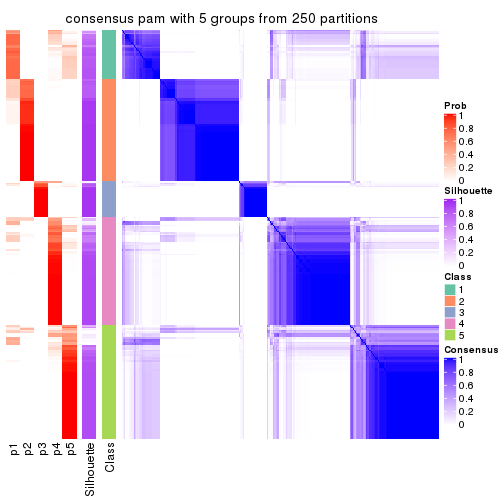 consensus pam with 5 groups from 250 partitions
Prob
1
0.8
0.6
0.4
0.2
0
Silhouette
1
0.8
0.6
0.4
0.2
0
Class
1
2
3
4
5
Consensus
1
0.8
0.6
0.4
0.2
0
p1
p2
p3
p4
p5
Silhouette
Class